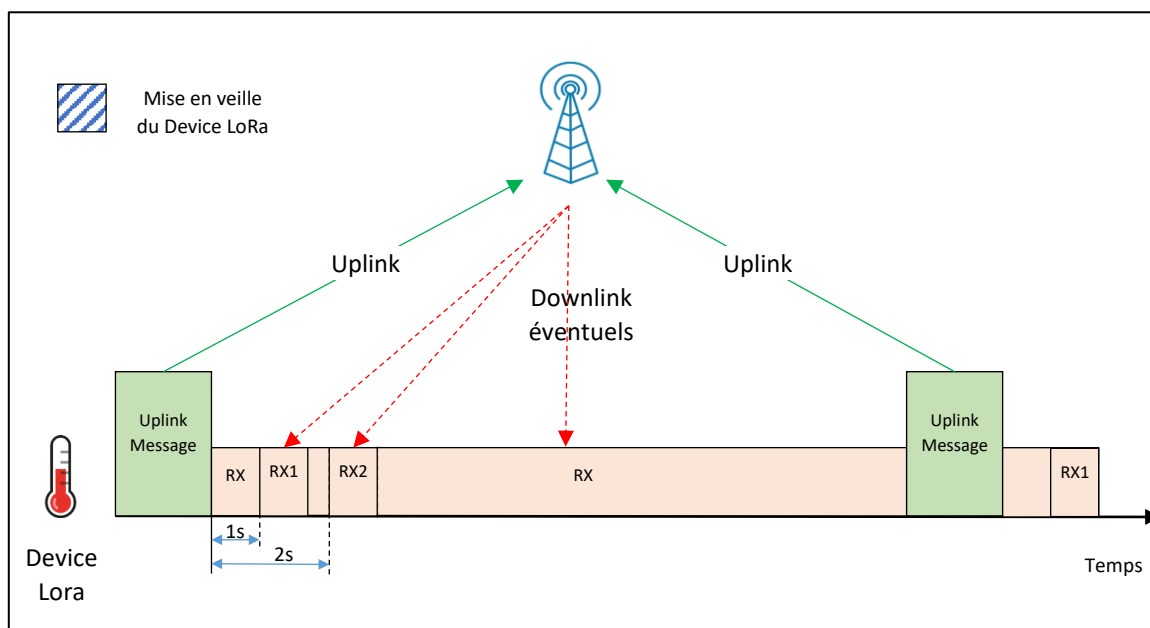 Mise en veille
du Device LoRa
Uplink
Uplink
Downlink
éventuels
Uplink
Message
Uplink
Message
RX
RX1
RX2
RX
RX1
1s
2s
Device
Lora
Temps